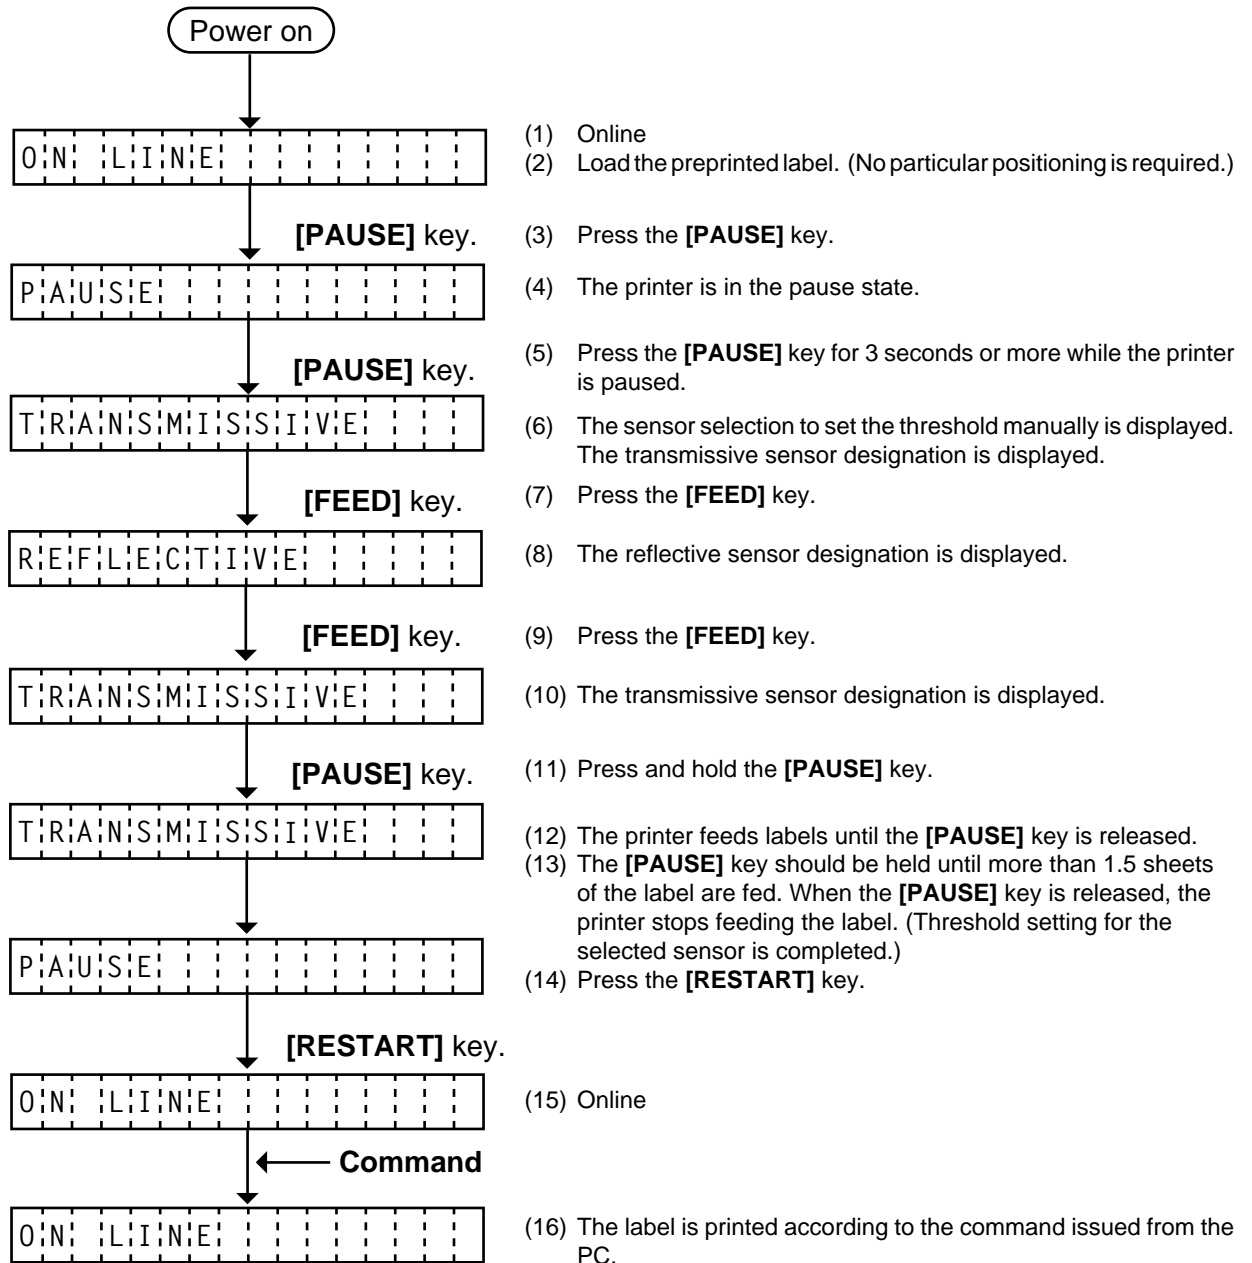 Power on
ON LINE
(1) Online
(2) Load the preprinted label. (No particular positioning is required.)
[PAUSE] key.
(3) Press the [PAUSE] key.
PAUSE
(4) The printer is in the pause state.
[PAUSE] key.
(5) Press the [PAUSE] key for 3 seconds or more while the printer
is paused.
TRANSMISSIVE
(6) The sensor selection to set the threshold manually is displayed.
The transmissive sensor designation is displayed.
[FEED] key.
(7) Press the [FEED] key.
REFLECTIVE
(8) The reflective sensor designation is displayed.
[FEED] key.
(9) Press the [FEED] key.
TRANSMISSIVE
(10) The transmissive sensor designation is displayed.
[PAUSE] key.
(11) Press and hold the [PAUSE] key.
TRANSMISSIVE
(12) The printer feeds labels until the [PAUSE] key is released.
(13) The [PAUSE] key should be held until more than 1.5 sheets
of the label are fed. When the [PAUSE] key is released, the
printer stops feeding the label. (Threshold setting for the
selected sensor is completed.)
PAUSE
(14) Press the [RESTART] key.
[RESTART] key.
ON LINE
(15) Online
Command
ON LINE
(16) The label is printed according to the command issued from the
PC.